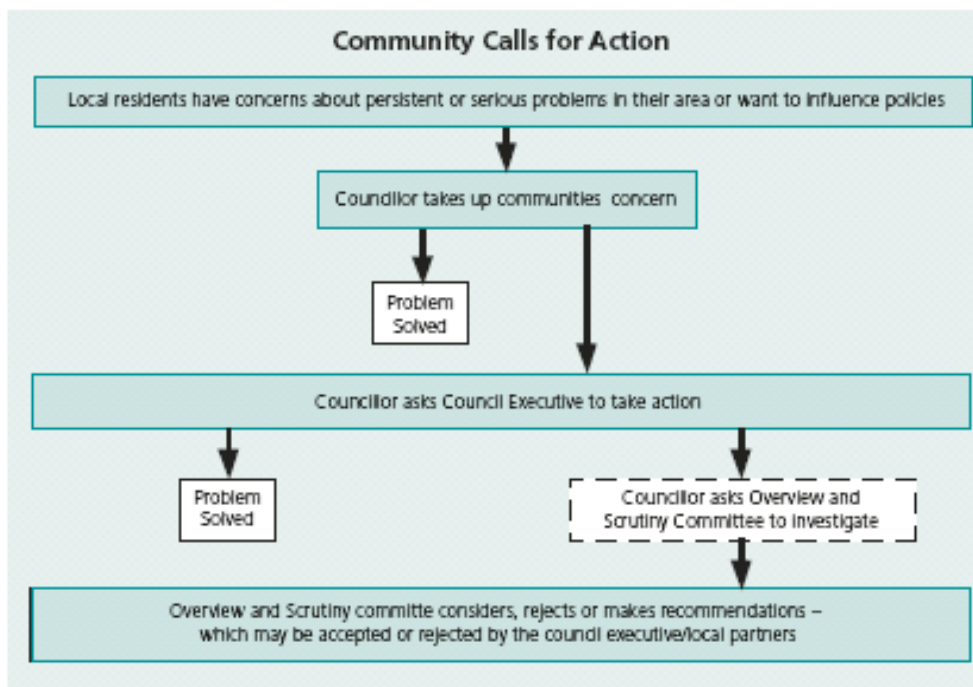 Community Calls for Action
Local residents have concerns about persistent or serious problems in their area or want to influence policies
Councillor takes up communities concern
Problem
Solved
Councillor asks Council Executive to take action
Problem
Solved
Councillor asks Overview and
Scrutiny Committee to investigate
Overview and Scrutiny committe considers, rejects or makes recommendations –
which may be accepted or rejected by the council executive/local partners